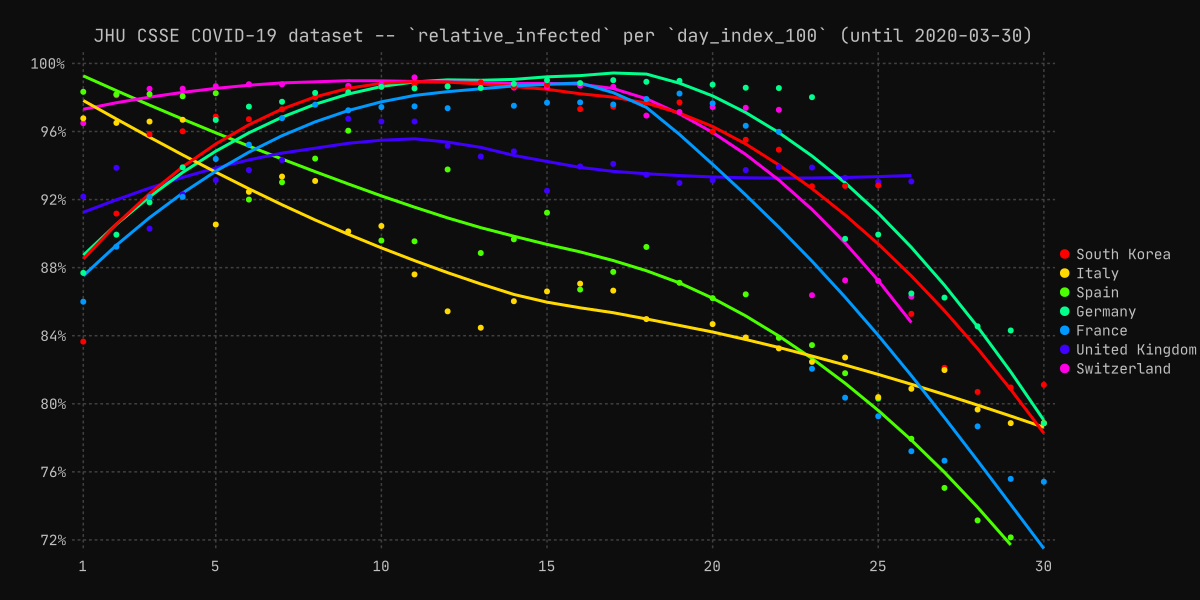 JHU CSSE COVID-19 dataset -- `relative_infected` per `day_index_100` (until 2020-03-30)
100%
96%
92%
88%
84%
80%
76%
72%
1 5 10 15 20 25 30
South Korea
Italy
Spain
Germany
France
United Kingdom
Switzerland